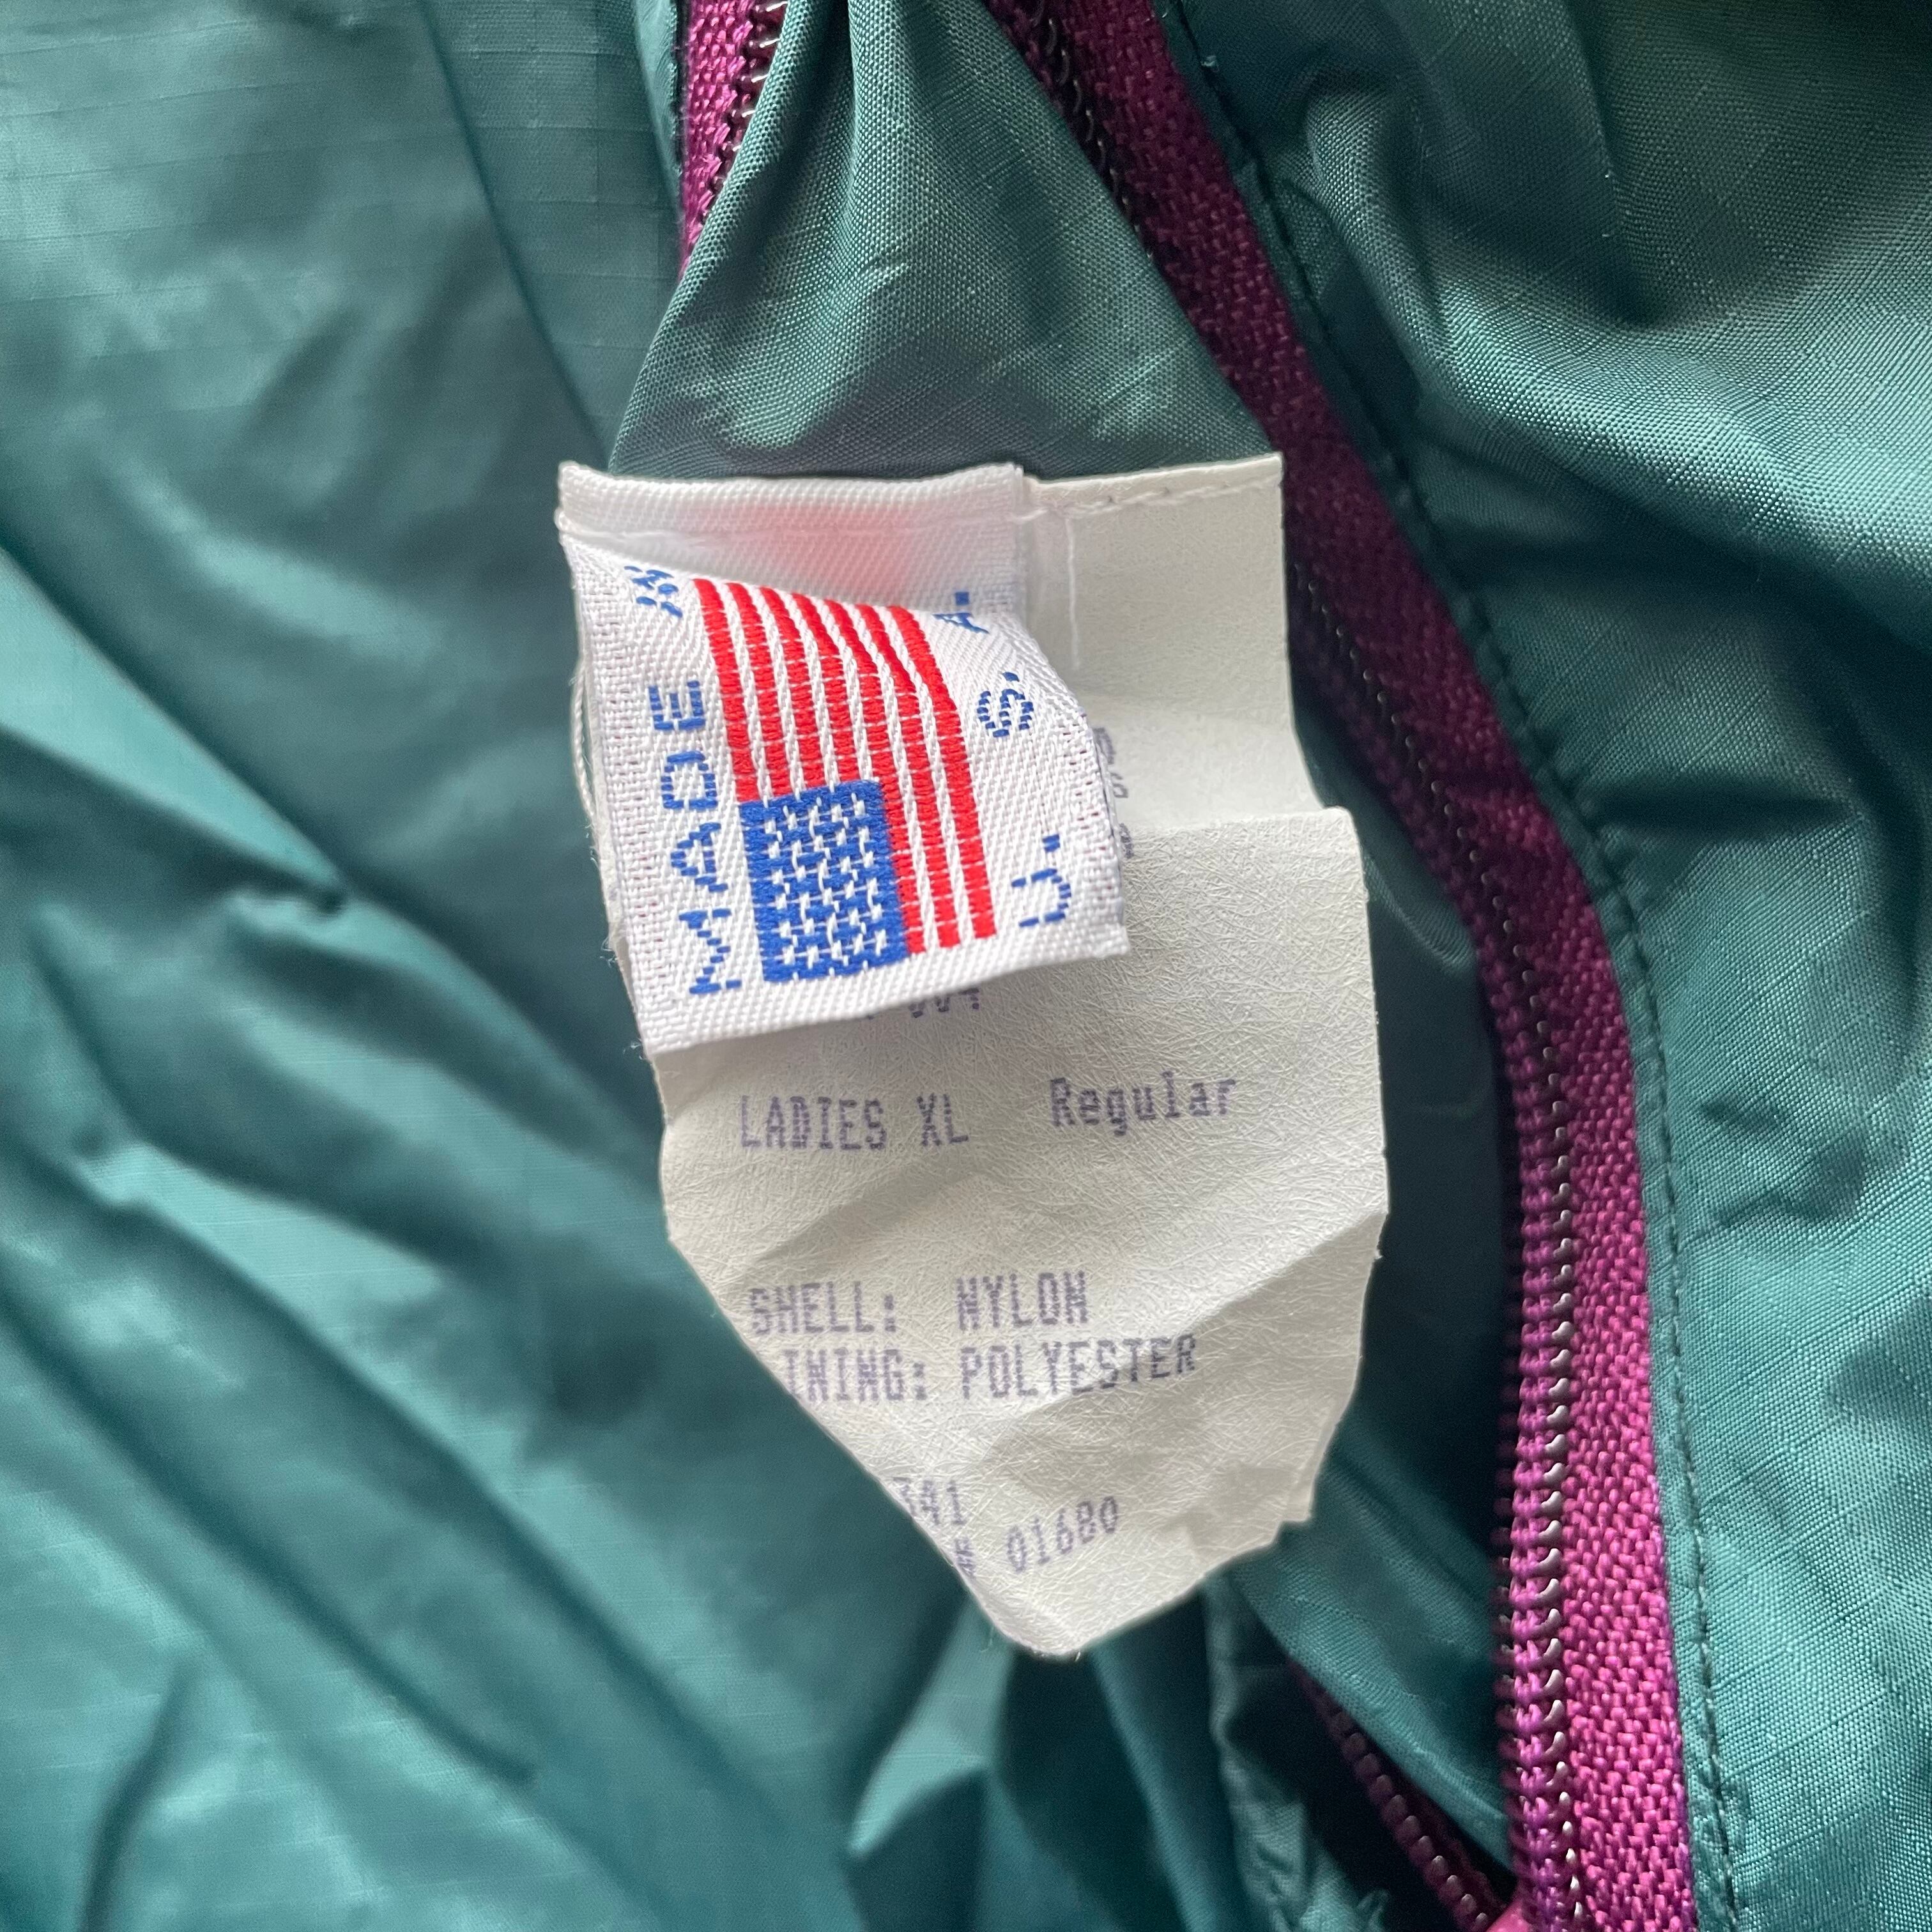 MADE IN
U. S. A.
LADIES XL Regular
SHELL: NYLON
POLYESTER
# 01680